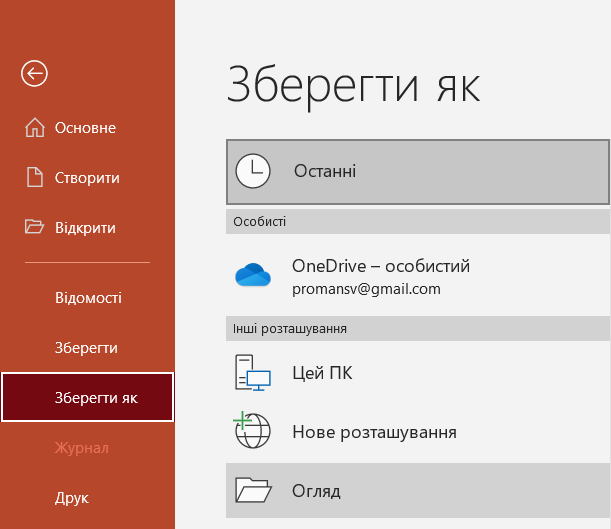 Основне
Створити
Відкрити
Відомості
Зберегти
Зберегти як
Журнал
Друк
Зберегти як
Останні
Особисті
OneDrive – особистий
promansv@gmail.com
Інші розташування
Цей ПК
Нове розташування
Огляд